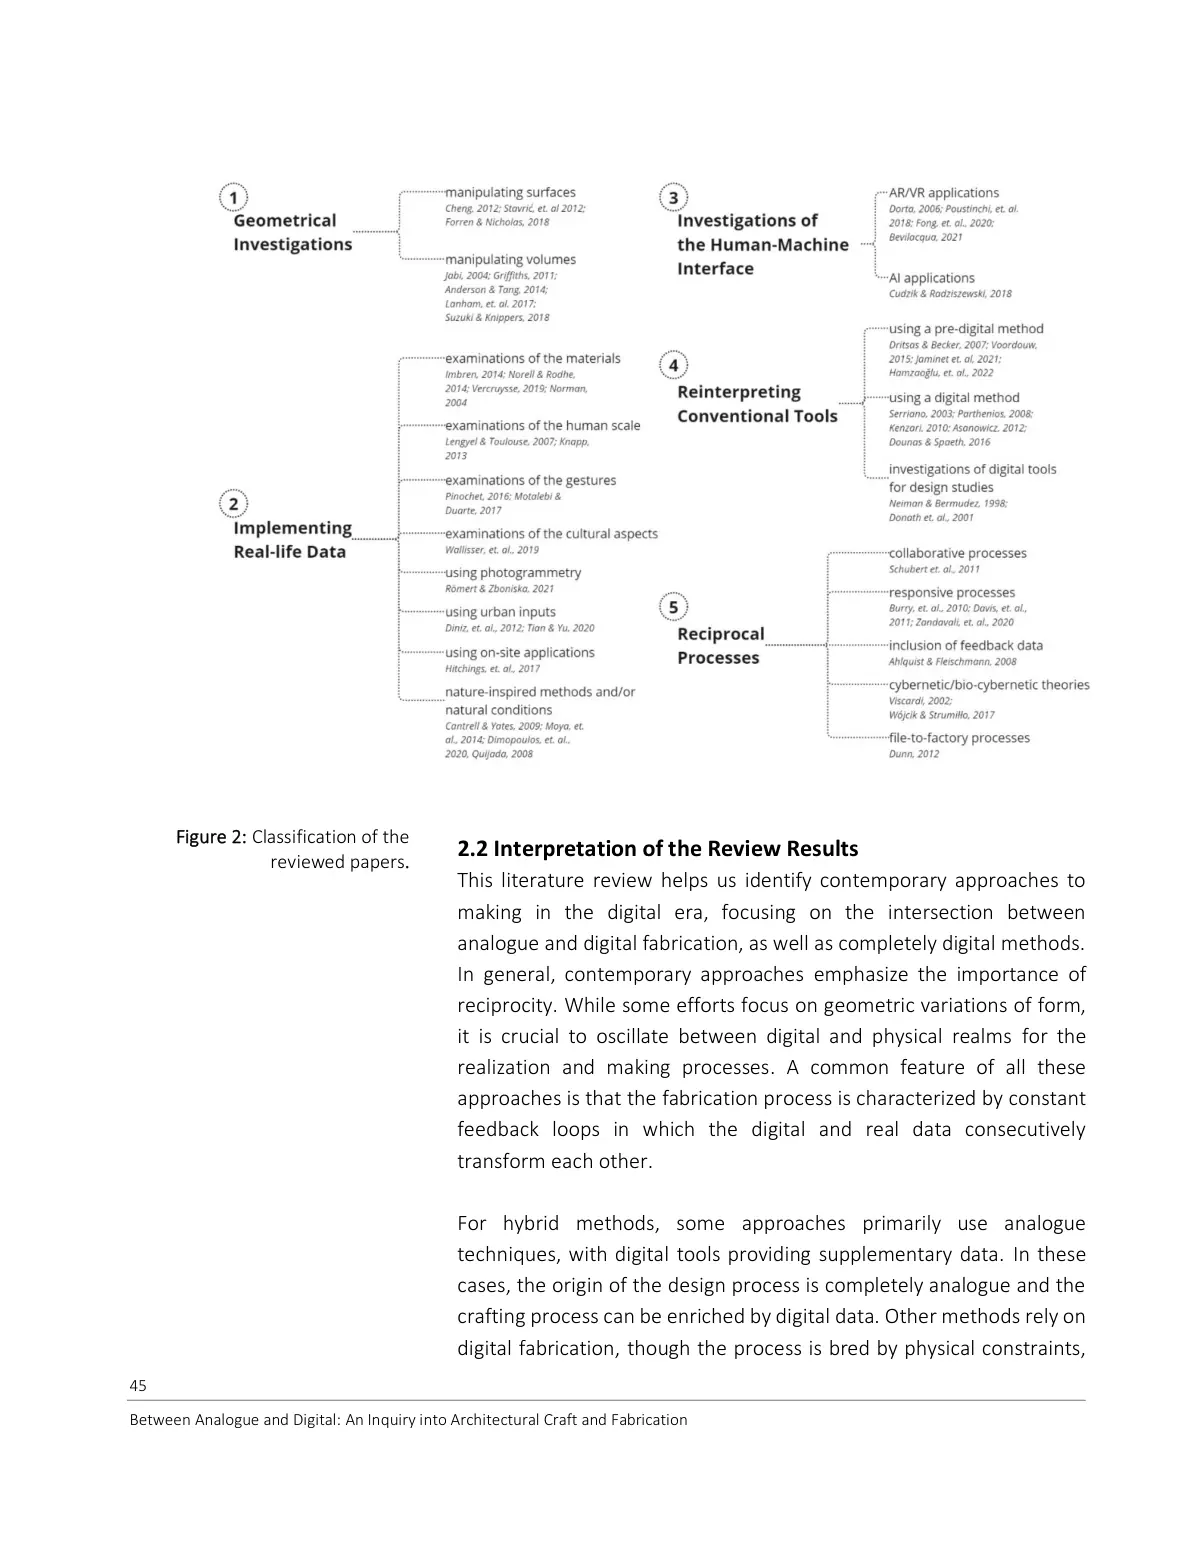 1
Geometrical
Investigations
manipulating surfaces
Cheng, 2012; Stavrić, et. al 2012;
Forren & Nicholas, 2018
manipulating volumes
Jabi, 2004; Griffiths, 2011;
Anderson & Tang, 2014;
Lanham, et. al. 2017;
Suzuki & Knippers, 2018
2
Implementing
Real-life Data
examinations of the materials
Imbren, 2014; Norell & Rodhe,
2014; Vercruysse, 2019; Norman,
2004
examinations of the human scale
Lengyel & Toulouse, 2007; Knapp,
2013
examinations of the gestures
Pinochet, 2016; Motalebi &
Duarte, 2017
examinations of the cultural aspects
Wallisser, et. al., 2019
using photogrammetry
Römert & Zboniska, 2021
using urban inputs
Diniz, et. al., 2012; Tian & Yu, 2020
using on-site applications
Hitchings, et. al., 2017
nature-inspired methods and/or
natural conditions
Cantrell & Yates, 2009; Moya, et.
al., 2014; Dimopoulos, et. al.,
2020, Quijada, 2008
3
Investigations of
the Human-Machine
Interface
AR/VR applications
Dorta, 2006; Poustinchi, et. al.
2018; Fong, et. al., 2020;
Bevilacqua, 2021
AI applications
Cudzik & Radziszewski, 2018
4
Reinterpreting
Conventional Tools
using a pre-digital method
Dritsas & Becker, 2007; Voordouw,
2015; Jaminet et. al, 2021;
Hamzaoğlu, et. al., 2022
using a digital method
Serriano, 2003; Parthenios, 2008;
Kenzari, 2010; Asanowicz, 2012;
Dounas & Spaeth, 2016
investigations of digital tools
for design studies
Neiman & Bermudez, 1998;
Donath et. al., 2001
5
Reciprocal
Processes
collaborative processes
Schubert et. al., 2011
responsive processes
Burry, et. al., 2010; Davis, et. al.,
2011; Zandavali, et. al., 2020
inclusion of feedback data
Ahlquist & Fleischmann, 2008
cybernetic/bio-cybernetic theories
Viscardi, 2002;
Wójcik & Strumiłło, 2017
file-to-factory processes
Dunn, 2012
Figure 2: Classification of the
reviewed papers.
2.2 Interpretation of the Review Results
This literature review helps us identify contemporary approaches to
making in the digital era, focusing on the intersection between
analogue and digital fabrication, as well as completely digital methods.
In general, contemporary approaches emphasize the importance of
reciprocity. While some efforts focus on geometric variations of form,
it is crucial to oscillate between digital and physical realms for the
realization and making processes. A common feature of all these
approaches is that the fabrication process is characterized by constant
feedback loops in which the digital and real data consecutively
transform each other.
For hybrid methods, some approaches primarily use analogue
techniques, with digital tools providing supplementary data. In these
cases, the origin of the design process is completely analogue and the
crafting process can be enriched by digital data. Other methods rely on
digital fabrication, though the process is bred by physical constraints,
45
Between Analogue and Digital: An Inquiry into Architectural Craft and Fabrication